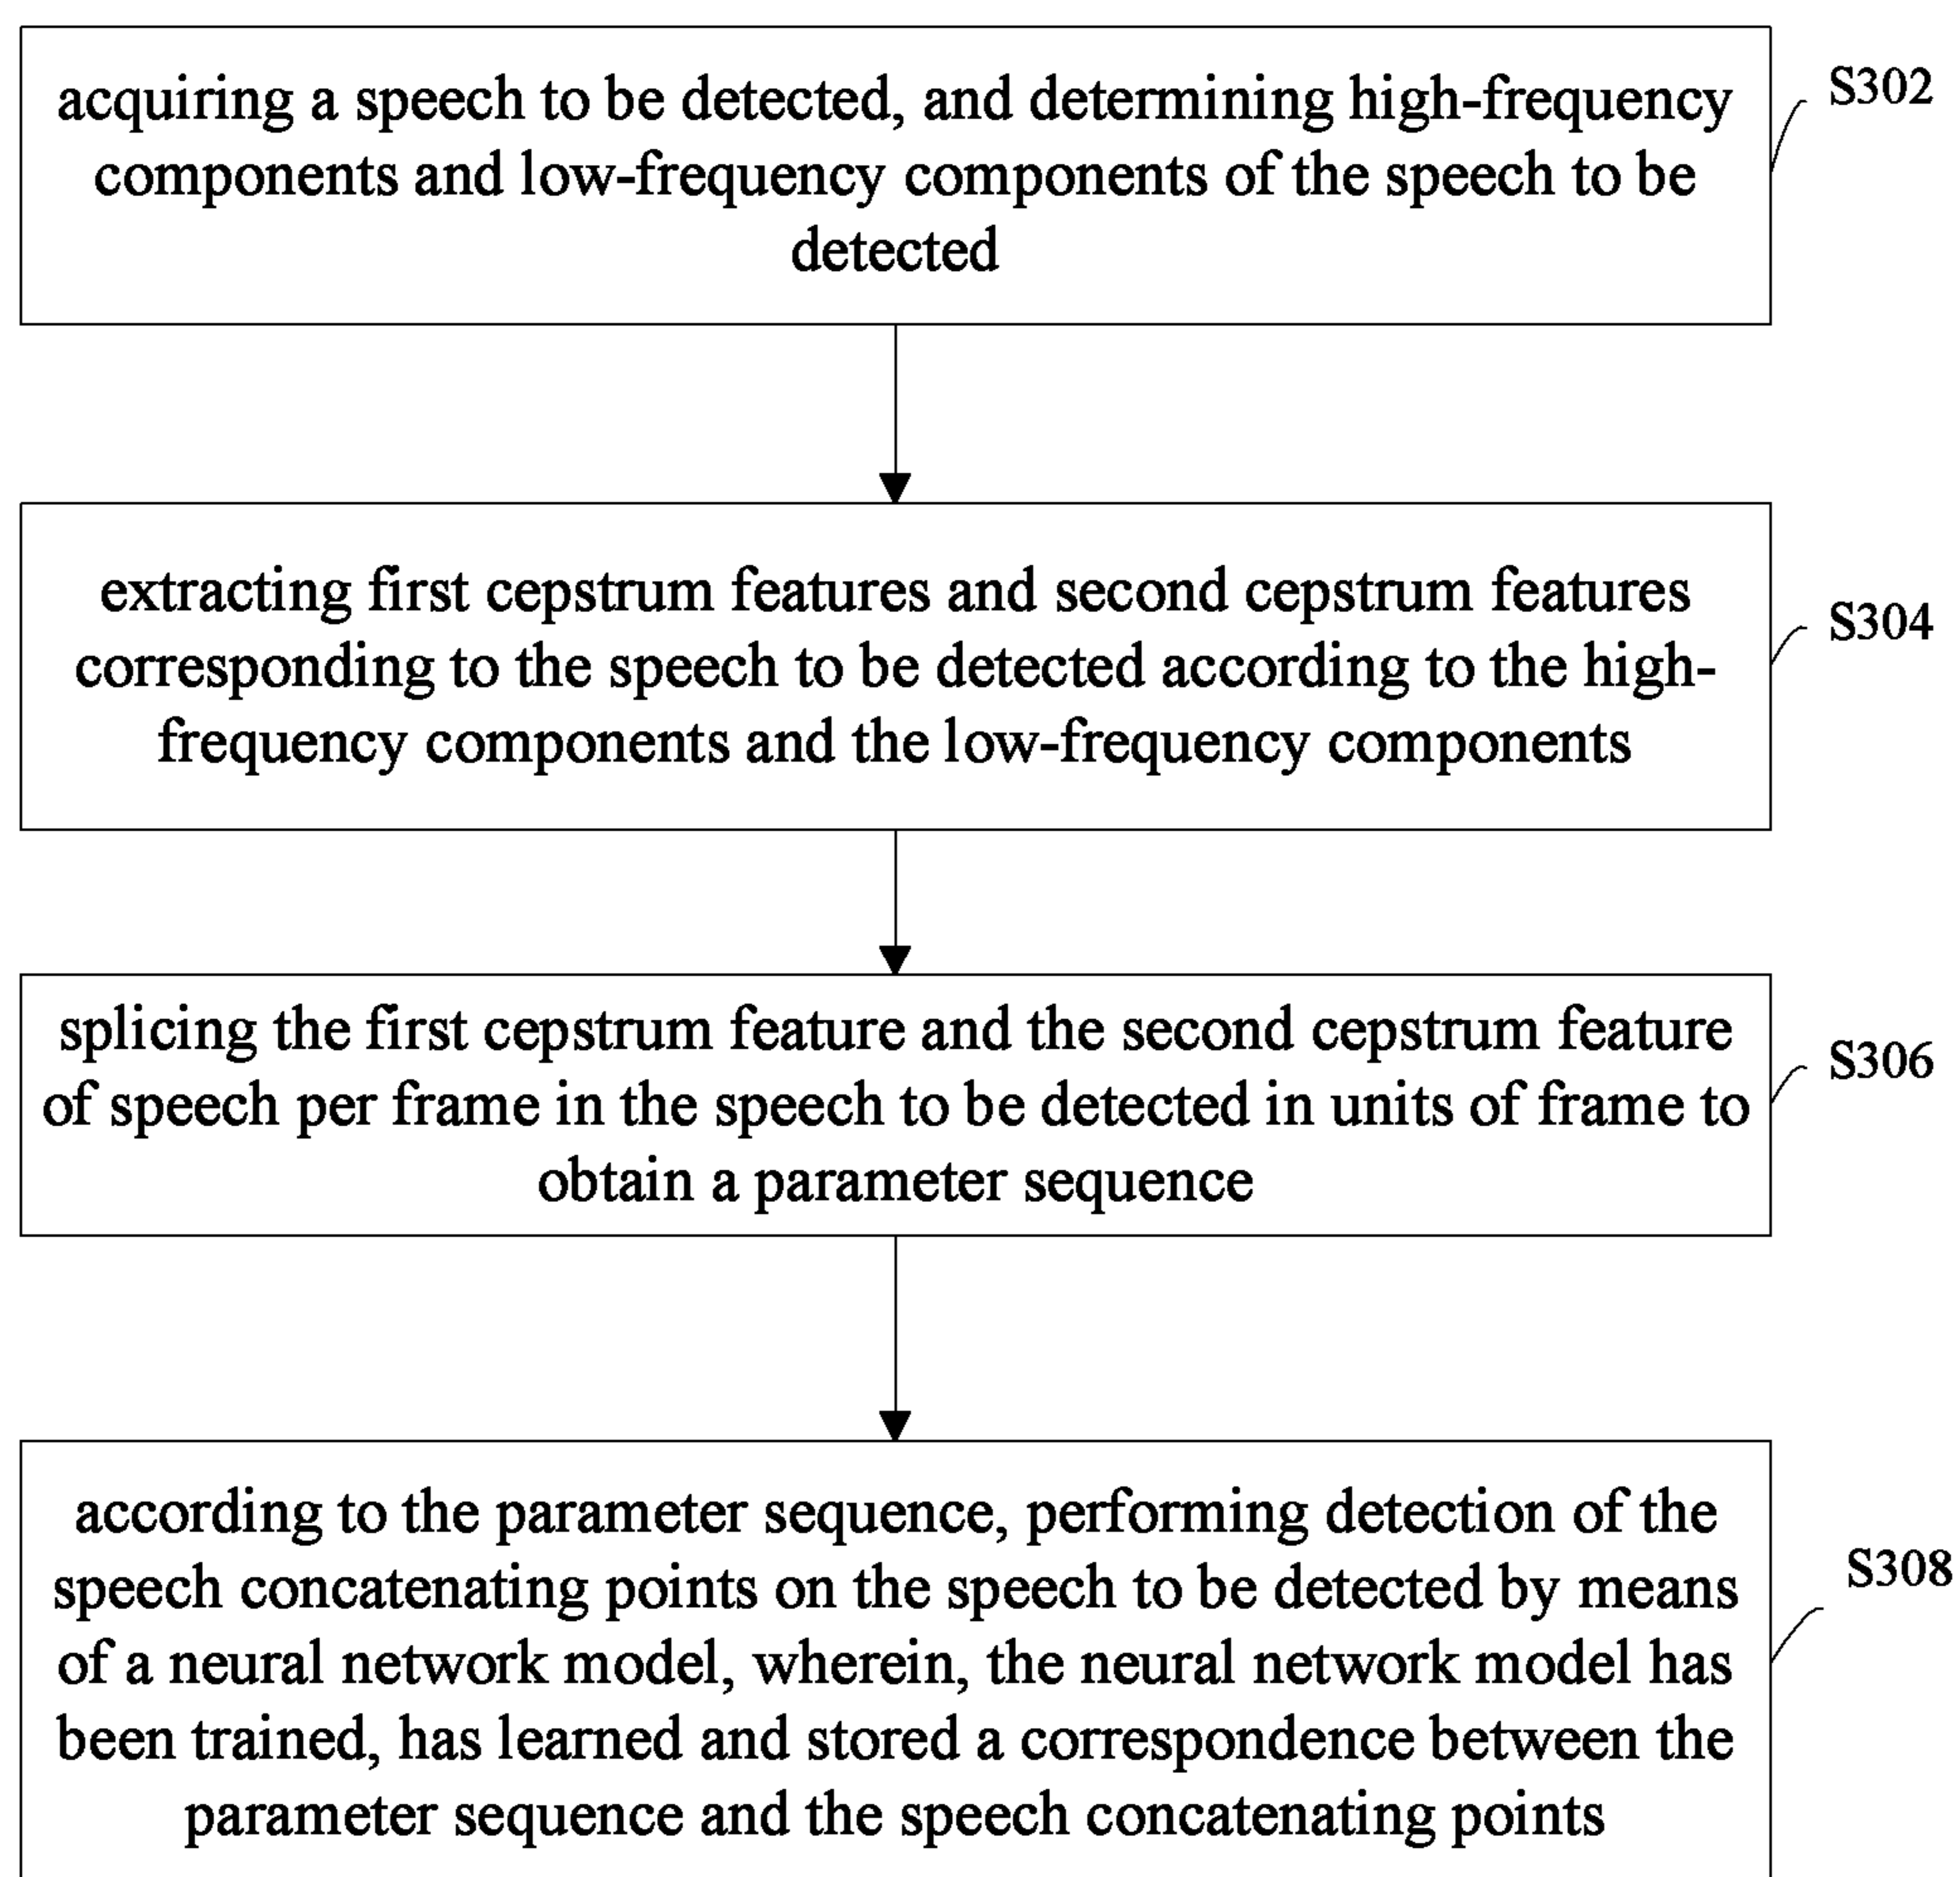 acquiring a speech to be detected, and determining high-frequency
components and low-frequency components of the speech to be
detected
S302
extracting first cepstrum features and second cepstrum features
corresponding to the speech to be detected according to the high-
frequency components and the low-frequency components
S304
splicing the first cepstrum feature and the second cepstrum feature
of speech per frame in the speech to be detected in units of frame to
obtain a parameter sequence
S306
according to the parameter sequence, performing detection of the
speech concatenating points on the speech to be detected by means
of a neural network model, wherein, the neural network model has
been trained, has learned and stored a correspondence between the
parameter sequence and the speech concatenating points
S308